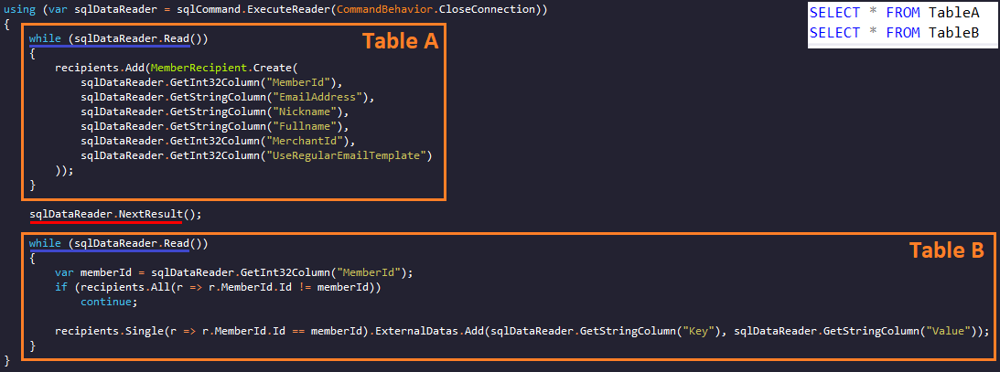 using (var sqlDataReader = sqlCommand.ExecuteReader(CommandBehavior.CloseConnection))
{
SELECT * FROM TableA
SELECT * FROM TableB
while (sqlDataReader.Read())
Table A
{
recipients.Add(MemberRecipient.Create(
sqlDataReader.GetInt32Column("MemberId"),
sqlDataReader.GetStringColumn("EmailAddress"),
sqlDataReader.GetStringColumn("Nickname"),
sqlDataReader.GetStringColumn("Fullname"),
sqlDataReader.GetInt32Column("MerchantId"),
sqlDataReader.GetInt32Column("UseRegularEmailTemplate")
));
}
sqlDataReader.NextResult();
while (sqlDataReader.Read())
Table B
{
var memberId = sqlDataReader.GetInt32Column("MemberId");
if (recipients.All(r => r.MemberId.Id != memberId))
continue;
recipients.Single(r => r.MemberId.Id == memberId).ExternalDatas.Add(sqlDataReader.GetStringColumn("Key"), sqlDataReader.GetStringColumn("Value"));
}
}